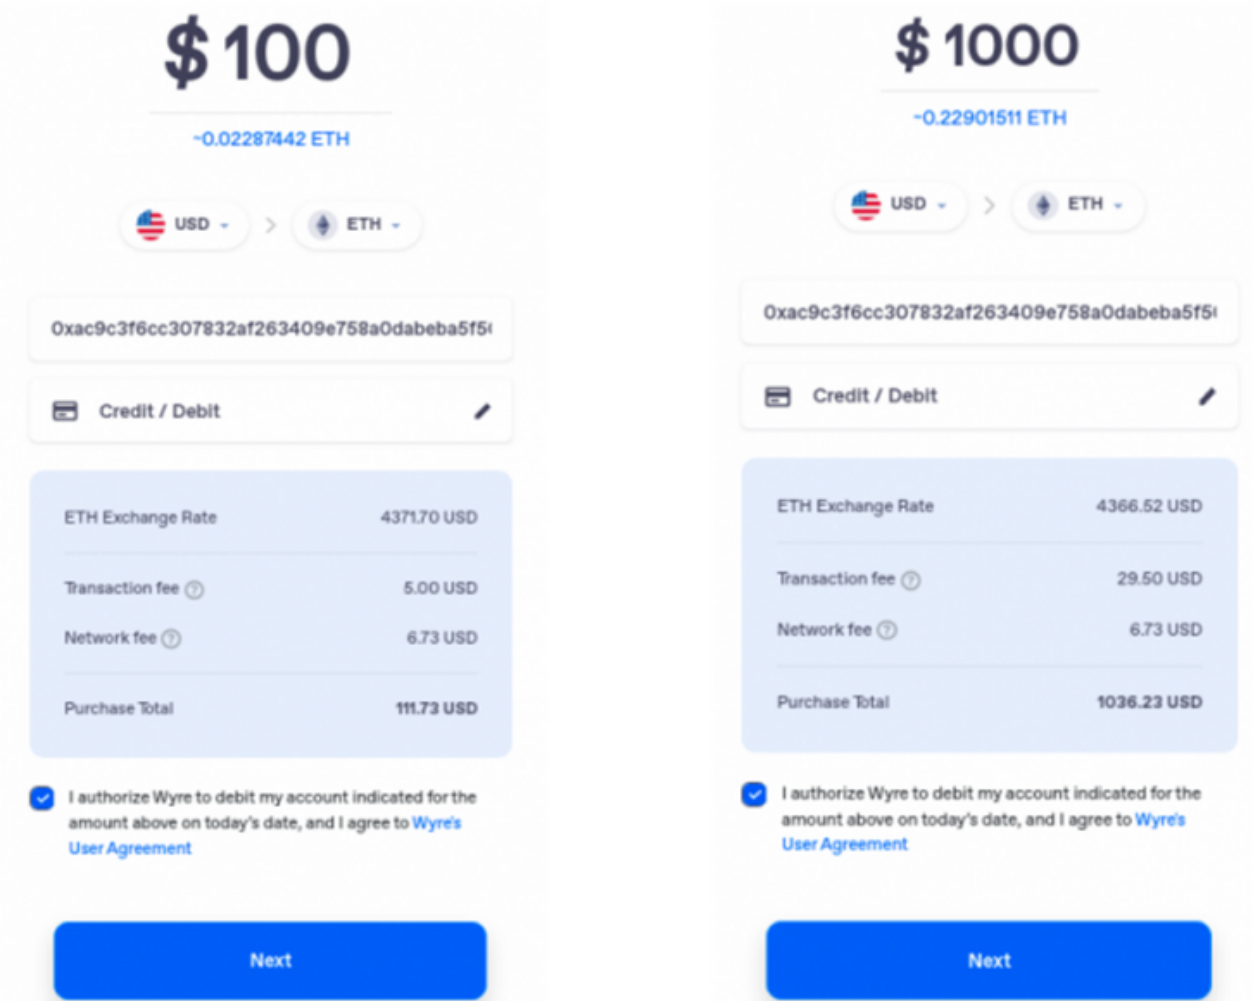 $ 100
~0.02287442 ETH
USD
ETH
0xac9c3f6cc307832af263409e758a0dabeba5f5
Credit / Debit
ETH Exchange Rate 4371.70 USD
Transaction fee ? 5.00 USD
Network fee ? 6.73 USD
Purchase Total 111.73 USD
I authorize Wyre to debit my account indicated for the
amount above on today's date, and I agree to Wyre's
User Agreement
Next
$ 1000
~0.22901511 ETH
USD
ETH
0xac9c3f6cc307832af263409e758a0dabeba5f5
Credit / Debit
ETH Exchange Rate 4366.52 USD
Transaction fee ? 29.50 USD
Network fee ? 6.73 USD
Purchase Total 1036.23 USD
I authorize Wyre to debit my account indicated for the
amount above on today's date, and I agree to Wyre's
User Agreement
Next